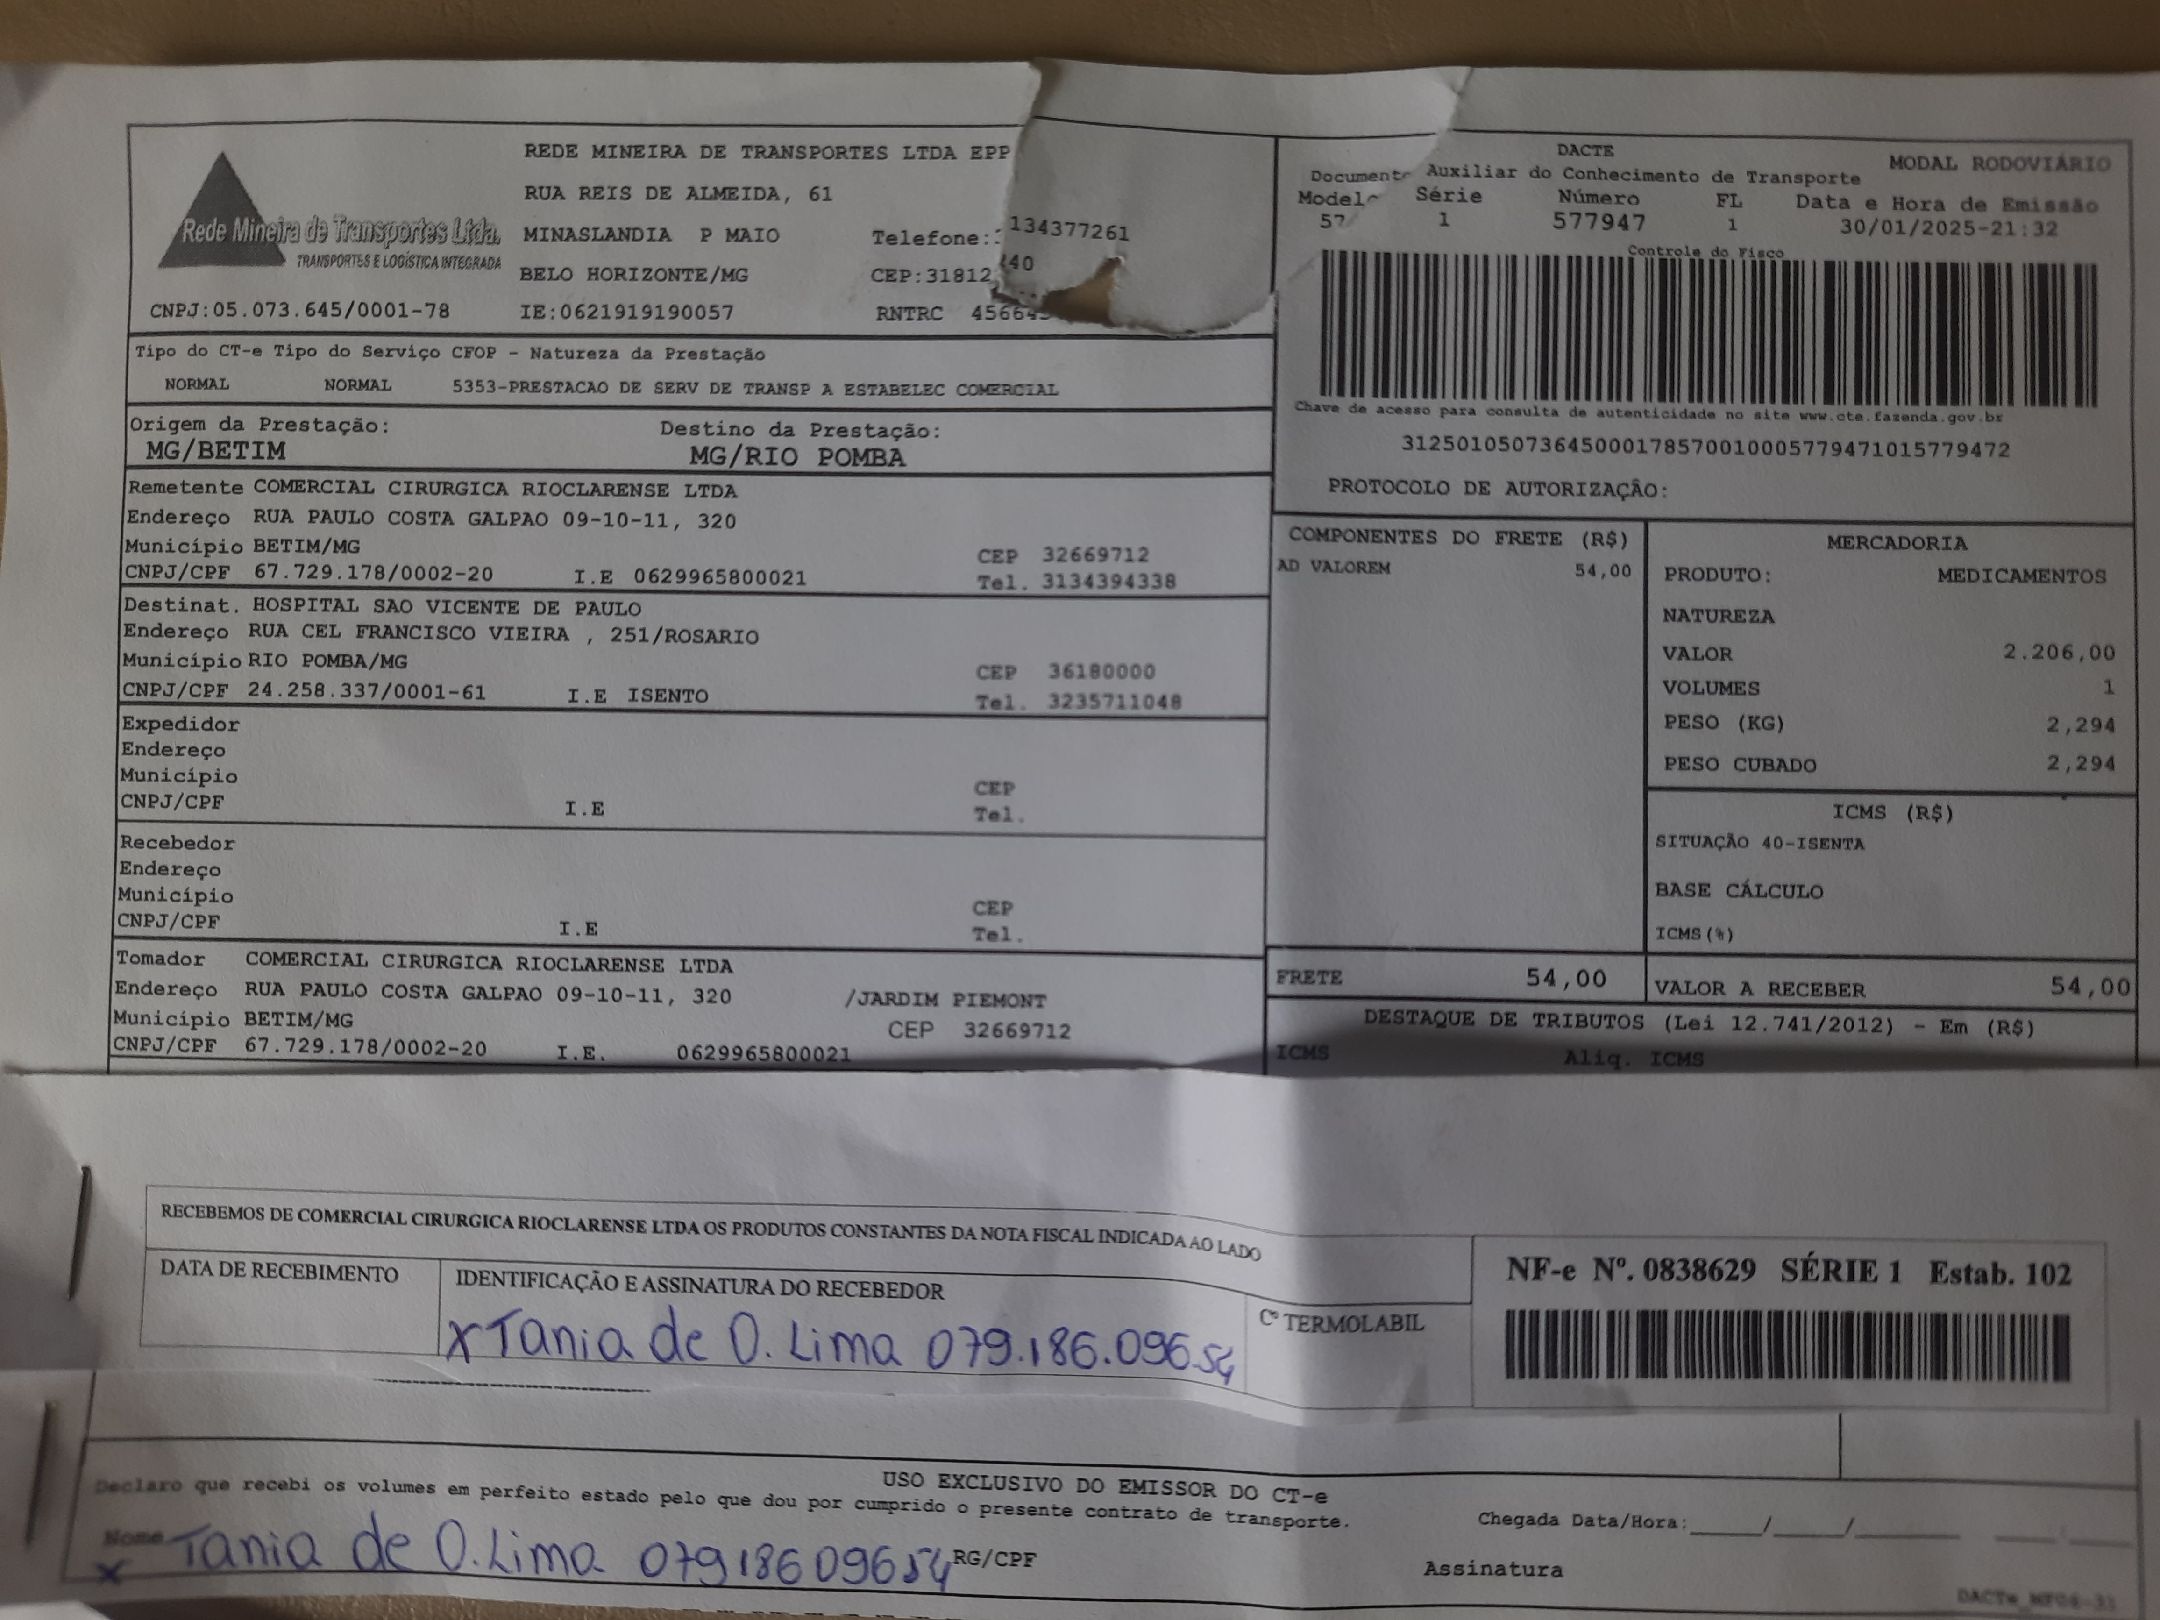 REDE MINEIRA DE TRANSPORTES LTDA EPP
RUA REIS DE ALMEIDA, 61
Rede Mineira de Transportes Ltda.
TRANSPORTES E LOGÍSTICA INTEGRADA
MINASLANDIA P MAIO Telefone: 134377261
BELO HORIZONTE/MG CEP:31812 40
CNPJ:05.073.645/0001-78 IE:0621919190057 RNTRC
Tipo do CT-e Tipo do Serviço CFOP - Natureza da Prestação
NORMAL NORMAL 5353-PRESTACAO DE SERV DE TRANSP A ESTABELEC COMERCIAL
Origem da Prestação: Destino da Prestação:
MG/BETIM MG/RIO POMBA
Remetente COMERCIAL CIRURGICA RIOCLARENSE LTDA
Endereço RUA PAULO COSTA GALPAO 09-10-11, 320
Município BETIM/MG CEP 32669712
CNPJ/CPF 67.729.178/0002-20 I.E 0629965800021 Tel. 3134394338
Destinat. HOSPITAL SAO VICENTE DE PAULO
Endereço RUA CEL FRANCISCO VIEIRA , 251/ROSARIO
Município RIO POMBA/MG CEP 36180000
CNPJ/CPF 24.258.337/0001-61 I.E ISENTO Tel. 3235711048
Expedidor
Endereço
Município CEP
CNPJ/CPF I.E Tel.
Recebedor
Endereço
Município CEP
CNPJ/CPF I.E Tel.
Tomador COMERCIAL CIRURGICA RIOCLARENSE LTDA
Endereço RUA PAULO COSTA GALPAO 09-10-11, 320 /JARDIM PIEMONT
Município BETIM/MG CEP 32669712
CNPJ/CPF 67.729.178/0002-20 I.E. 0629965800021
DACTE MODAL RODOVIÁRIO
Documento Auxiliar do Conhecimento de Transporte
Modelo Série Número FL Data e Hora de Emissão
57 1 577947 1 30/01/2025-21:32
Controle do Fisco
Chave de acesso para consulta de autenticidade no site www.cte.fazenda.gov.br
31250105073645000178570010005779471015779472
PROTOCOLO DE AUTORIZAÇÃO:
COMPONENTES DO FRETE (R$)
AD VALOREM 54,00
MERCADORIA
PRODUTO: MEDICAMENTOS
NATUREZA
VALOR 2.206,00
VOLUMES 1
PESO (KG) 2,294
PESO CUBADO 2,294
ICMS (R$)
SITUAÇÃO 40-ISENTA
BASE CÁLCULO
ICMS(%)
FRETE 54,00 VALOR A RECEBER 54,00
DESTAQUE DE TRIBUTOS (Lei 12.741/2012) - Em (R$)
ICMS Aliq. ICMS
RECEBEMOS DE COMERCIAL CIRURGICA RIOCLARENSE LTDA OS PRODUTOS CONSTANTES DA NOTA FISCAL INDICADA AO LADO
DATA DE RECEBIMENTO IDENTIFICAÇÃO E ASSINATURA DO RECEBEDOR
C° TERMOLABIL
X Tania de O. Lima 079.186.096.54
NF-e Nº. 0838629 SÉRIE 1 Estab. 102
USO EXCLUSIVO DO EMISSOR DO CT-e
Declaro que recebi os volumes em perfeito estado pelo que dou por cumprido o presente contrato de transporte.
Chegada Data/Hora:_____/____/______
Nome Tania de O. Lima 07918609654 RG/CPF
x
Assinatura